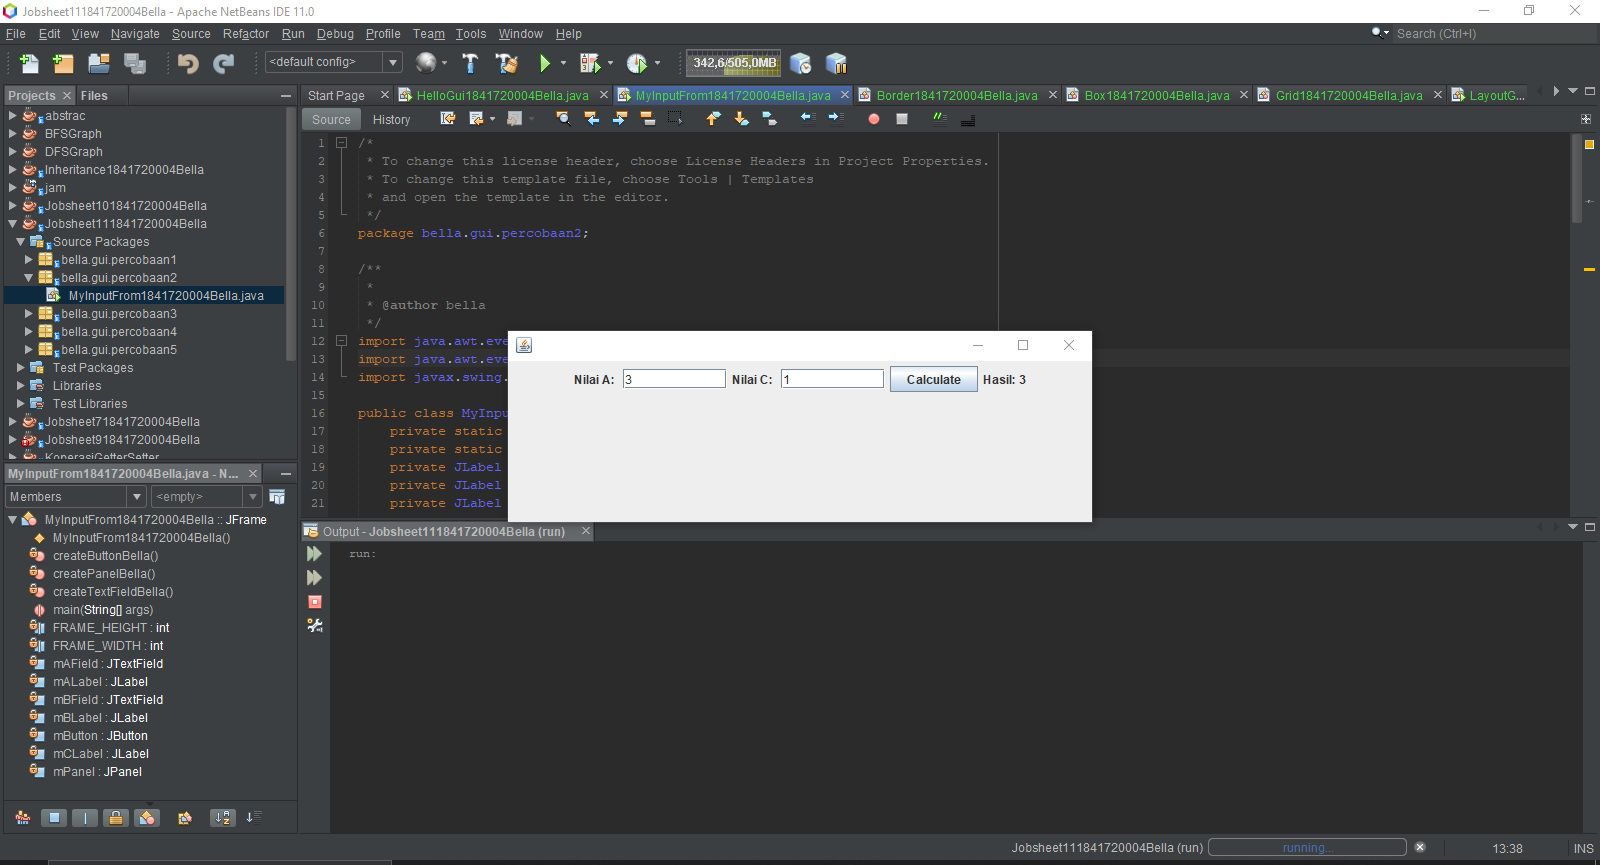 Jobsheet111841720004Bella - Apache NetBeans IDE 11.0
File Edit View Navigate Source Refactor Run Debug Profile Team Tools Window Help
Search (Ctrl+I)
<default config>
342,6/505,0MB
Projects Files
abstrac
BFSGraph
DFSGraph
Inheritance1841720004Bella
jam
Jobsheet101841720004Bella
Jobsheet111841720004Bella
Source Packages
bella.gui.percobaan1
bella.gui.percobaan2
MyInputFrom1841720004Bella.java
bella.gui.percobaan3
bella.gui.percobaan4
bella.gui.percobaan5
Test Packages
Libraries
Test Libraries
Jobsheet71841720004Bella
Jobsheet91841720004Bella
KoperasiGetterSetter
MyInputFrom1841720004Bella.java - N...
Members
<empty>
MyInputFrom1841720004Bella :: JFrame
MyInputFrom1841720004Bella()
createButtonBella()
createPanelBella()
createTextFieldBella()
main(String[] args)
FRAME_HEIGHT : int
FRAME_WIDTH : int
mAField : JTextField
mALabel : JLabel
mBField : JTextField
mBLabel : JLabel
mButton : JButton
mCLabel : JLabel
mPanel : JPanel
Start Page HelloGui1841720004Bella.java MyInputFrom1841720004Bella.java Border1841720004Bella.java Box1841720004Bella.java Grid1841720004Bella.java LayoutG...
Source History
1 /*
2 * To change this license header, choose License Headers in Project Properties.
3 * To change this template file, choose Tools | Templates
4 * and open the template in the editor.
5 */
6 package bella.gui.percobaan2;
7
8 /**
9 *
10 * @author bella
11 */
12 import java.awt.eve
13 import java.awt.eve
14 import javax.swing.
15
16 public class MyInpu
17 private static
18 private static
19 private JLabel
20 private JLabel
21 private JLabel
Nilai A: 3 Nilai C: 1 Calculate Hasil: 3
Output - Jobsheet111841720004Bella (run)
run:
Jobsheet111841720004Bella (run) running... 13:38 INS